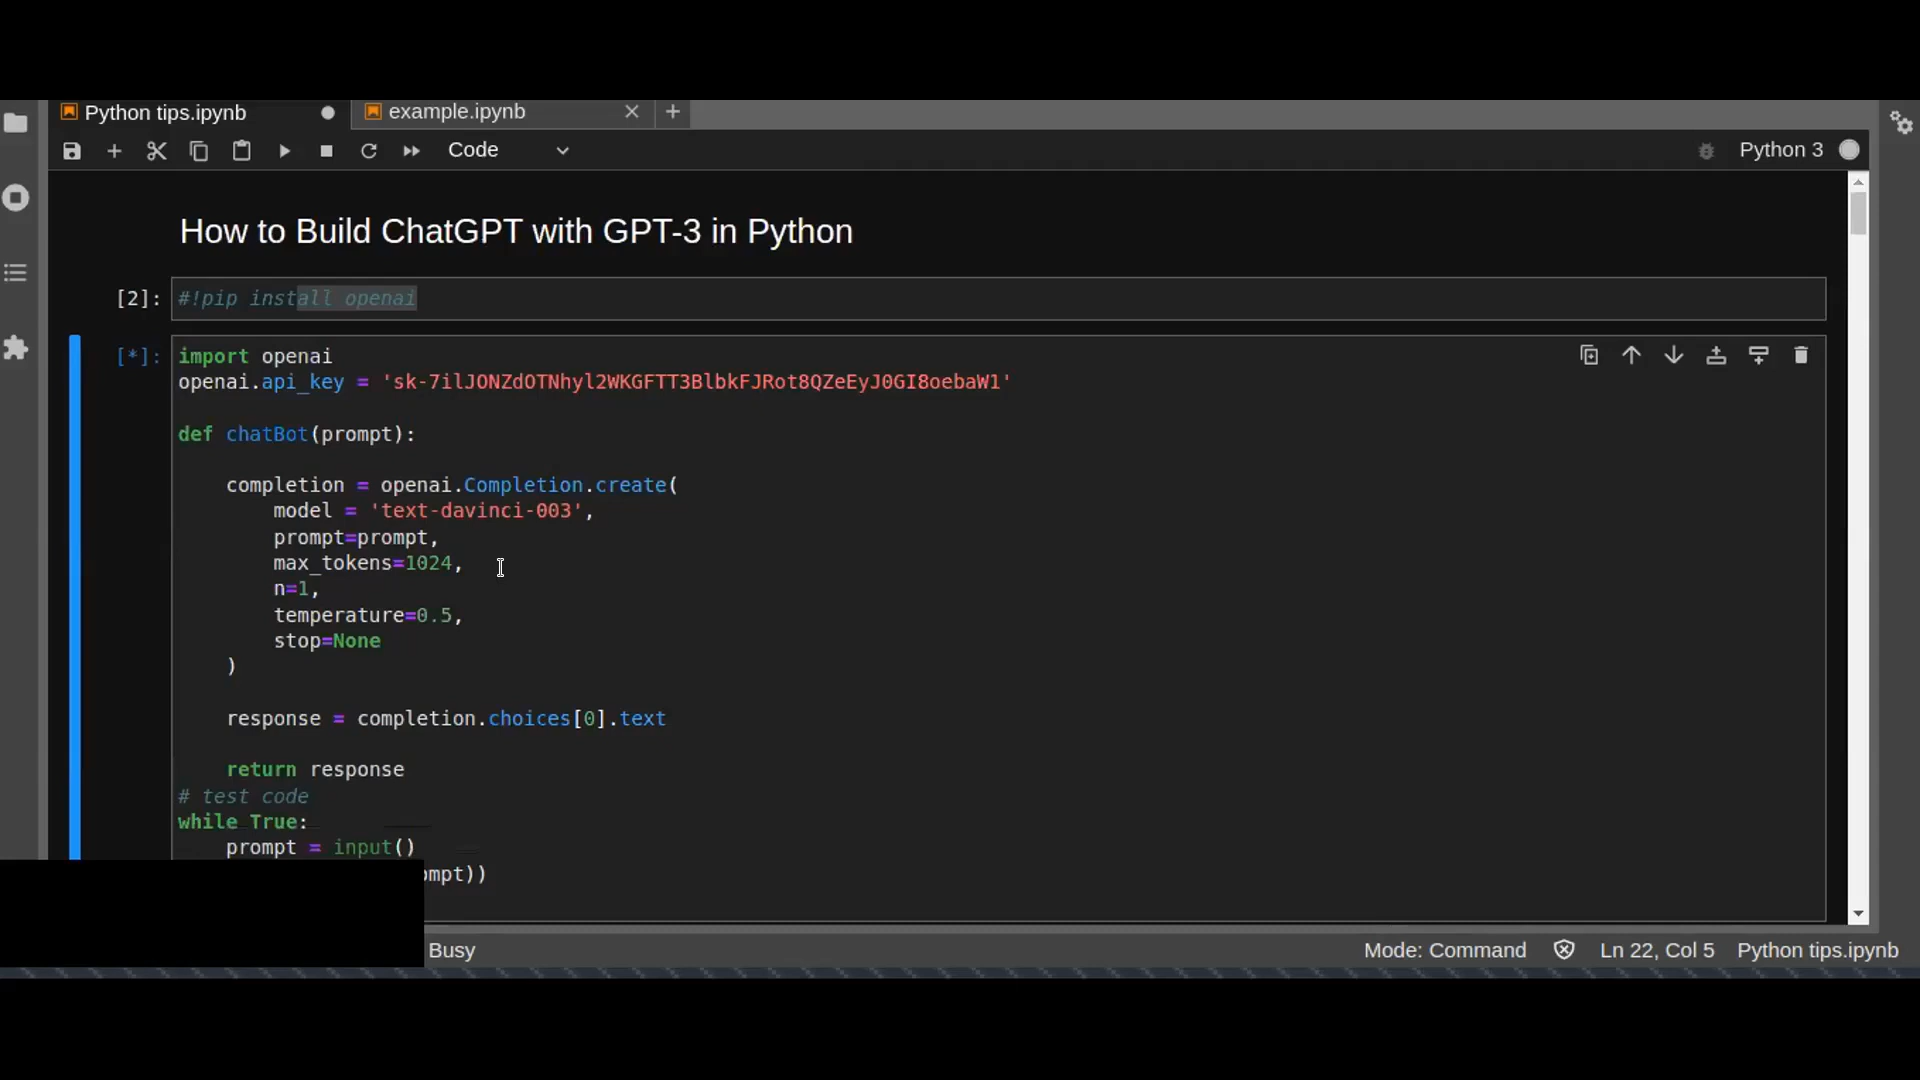 Python tips.ipynb
example.ipynb
Code
Python 3
How to Build ChatGPT with GPT-3 in Python
[2]:
#!pip install openai
[*]:
import openai
openai.api_key = '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'
def chatBot(prompt):
completion = openai.Completion.create(
model = 'text-davinci-003',
prompt=prompt,
max_tokens=1024,
n=1,
temperature=0.5,
stop=None
)
response = completion.choices[0].text
return response
# test code
while True:
prompt = input()
ompt))
Busy
Mode: Command
Ln 22, Col 5
Python tips.ipynb